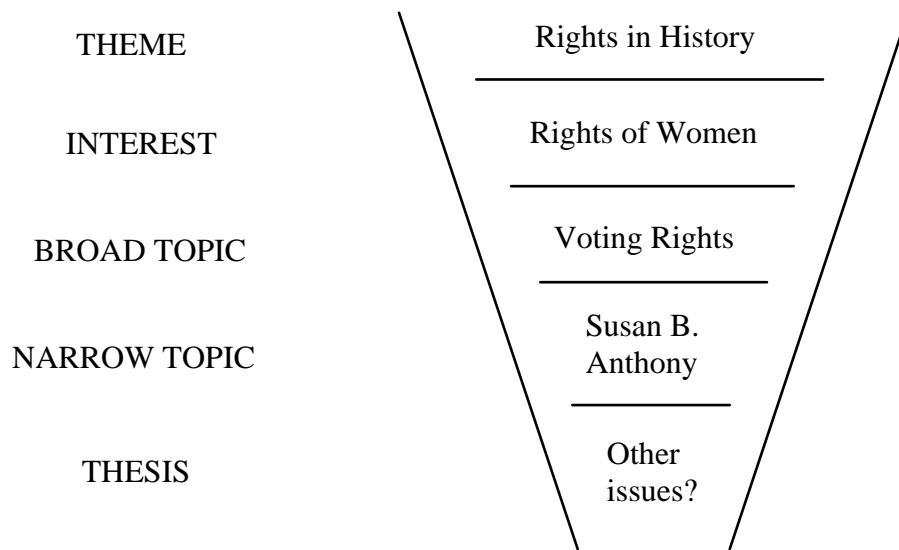 THEME
Rights in History
INTEREST
Rights of Women
BROAD TOPIC
Voting Rights
NARROW TOPIC
Susan B.
Anthony
THESIS
Other
issues?